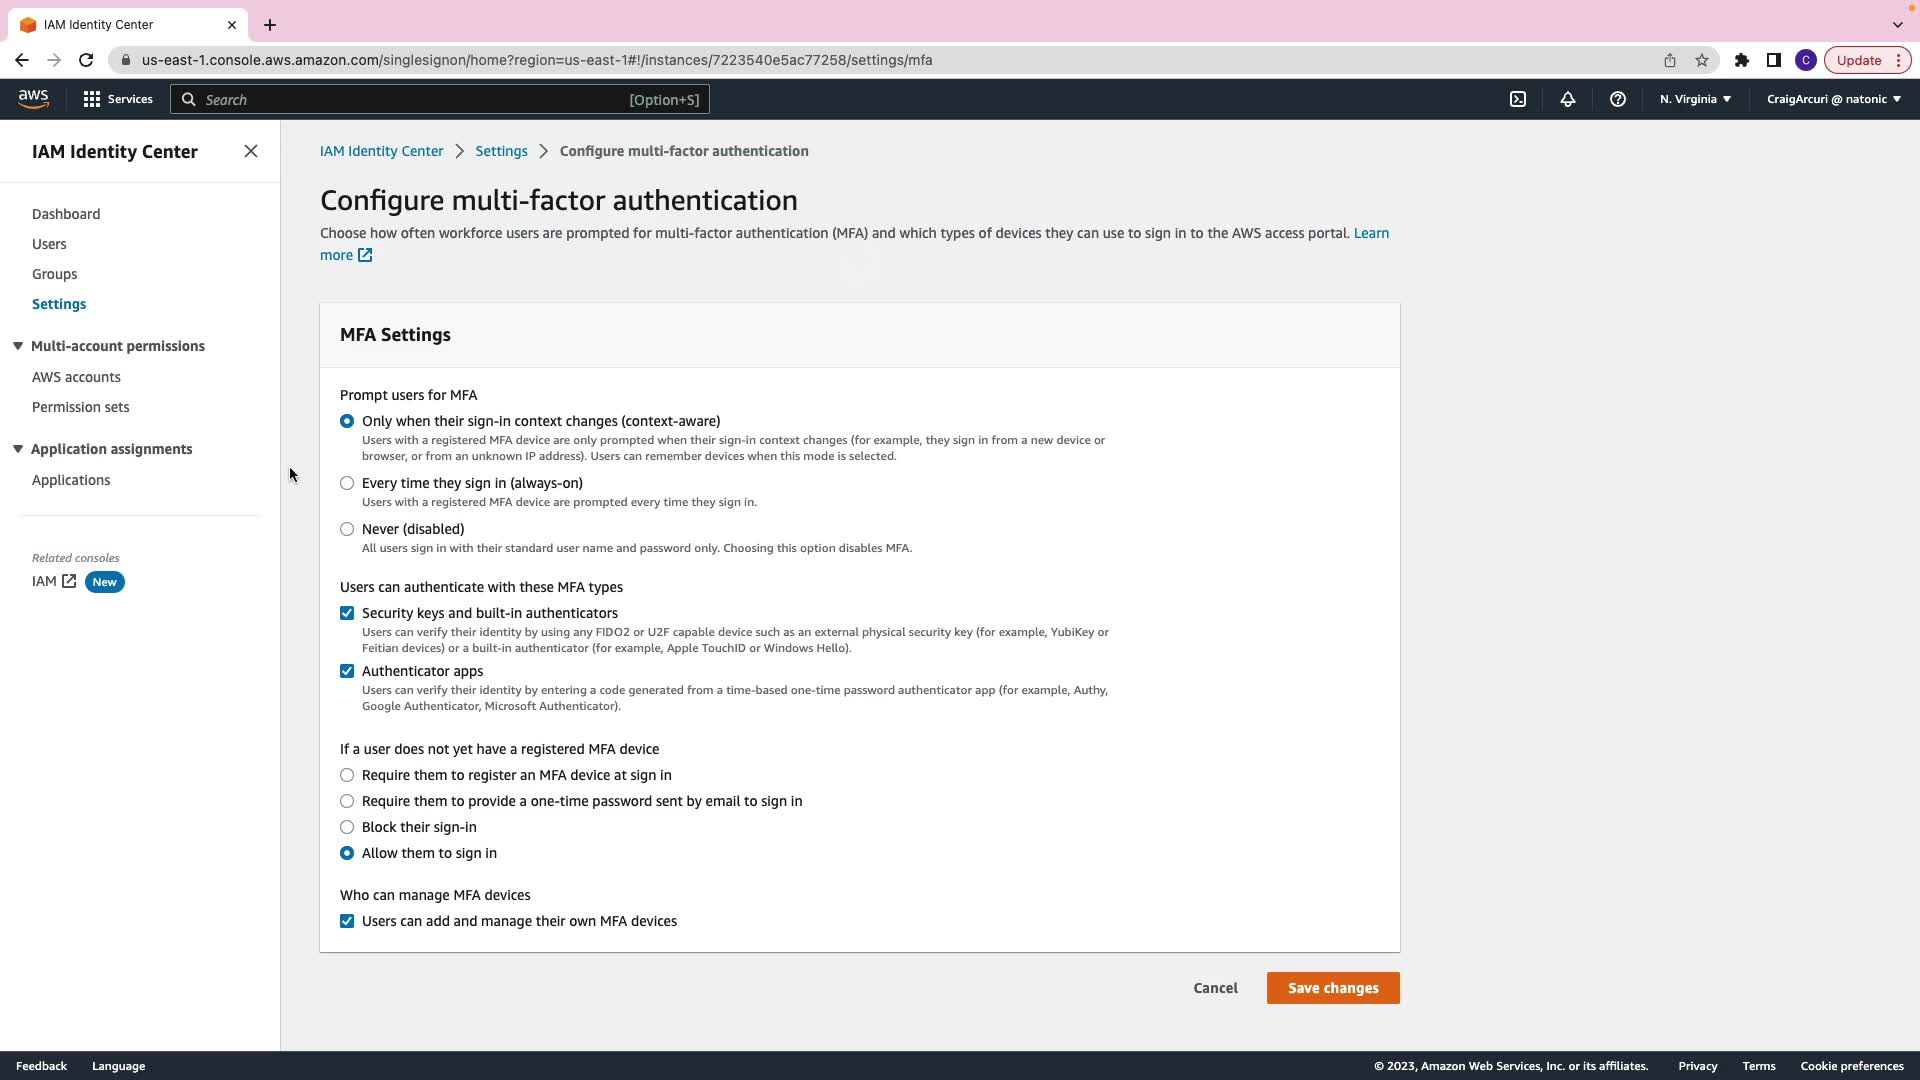 IAM Identity Center
us-east-1.console.aws.amazon.com/singlesignon/home?region=us-east-1#!/instances/7223540e5ac77258/settings/mfa
C
Update
aws
Services
Search
[Option+S]
N. Virginia
CraigArcuri @ natonic
IAM Identity Center
Dashboard
Users
Groups
Settings
Multi-account permissions
AWS accounts
Permission sets
Application assignments
Applications
Related consoles
IAM
New
IAM Identity Center
Settings
Configure multi-factor authentication
Configure multi-factor authentication
Choose how often workforce users are prompted for multi-factor authentication (MFA) and which types of devices they can use to sign in to the AWS access portal. Learn
more
MFA Settings
Prompt users for MFA
Only when their sign-in context changes (context-aware)
Users with a registered MFA device are only prompted when their sign-in context changes (for example, they sign in from a new device or
browser, or from an unknown IP address). Users can remember devices when this mode is selected.
Every time they sign in (always-on)
Users with a registered MFA device are prompted every time they sign in.
Never (disabled)
All users sign in with their standard user name and password only. Choosing this option disables MFA.
Users can authenticate with these MFA types
Security keys and built-in authenticators
Users can verify their identity by using any FIDO2 or U2F capable device such as an external physical security key (for example, YubiKey or
Feitian devices) or a built-in authenticator (for example, Apple TouchID or Windows Hello).
Authenticator apps
Users can verify their identity by entering a code generated from a time-based one-time password authenticator app (for example, Authy,
Google Authenticator, Microsoft Authenticator).
If a user does not yet have a registered MFA device
Require them to register an MFA device at sign in
Require them to provide a one-time password sent by email to sign in
Block their sign-in
Allow them to sign in
Who can manage MFA devices
Users can add and manage their own MFA devices
Cancel
Save changes
Feedback
Language
© 2023, Amazon Web Services, Inc. or its affiliates.
Privacy
Terms
Cookie preferences